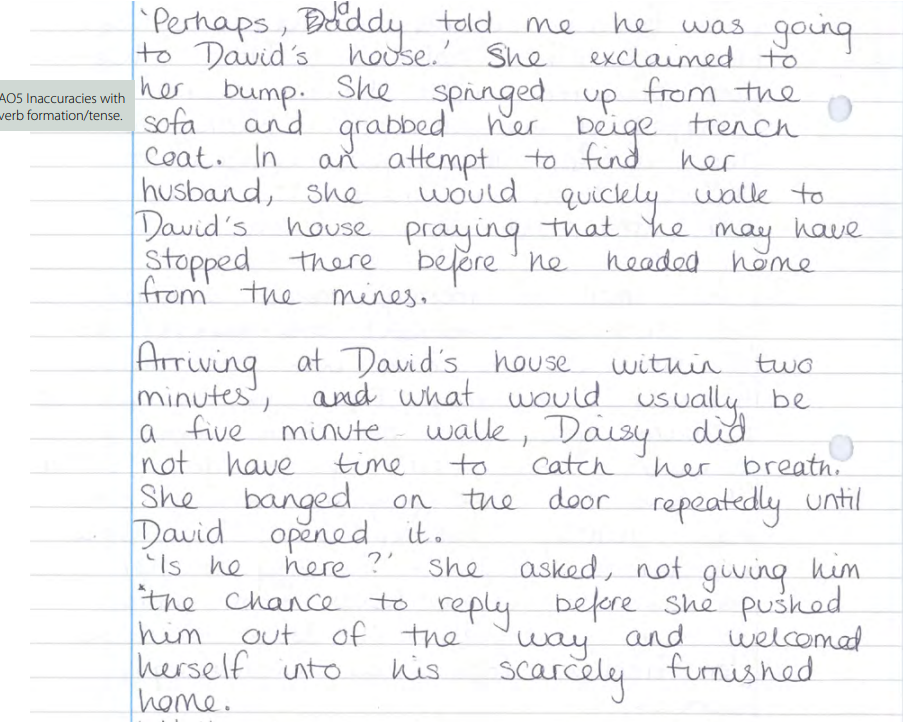 'Perhaps, Daddy told me he was going
to David's house.' She exclaimed to
AO5 Inaccuracies with
verb formation/tense.
her bump. She springed up from the
sofa and grabbed her beige trench
coat. In an attempt to find her
husband, she would quickly walk to
David's house praying that he may have
stopped there before he headed home
from the mines.
Arriving at David's house within two
minutes, and what would usually be
a five minute walk, Daisy did
not have time to catch her breath.
She banged on the door repeatedly until
David opened it.
'Is he here?' she asked, not giving him
*the chance to reply before she pushed
him out of the way and welcomed
herself into his scarcely furnished
home.